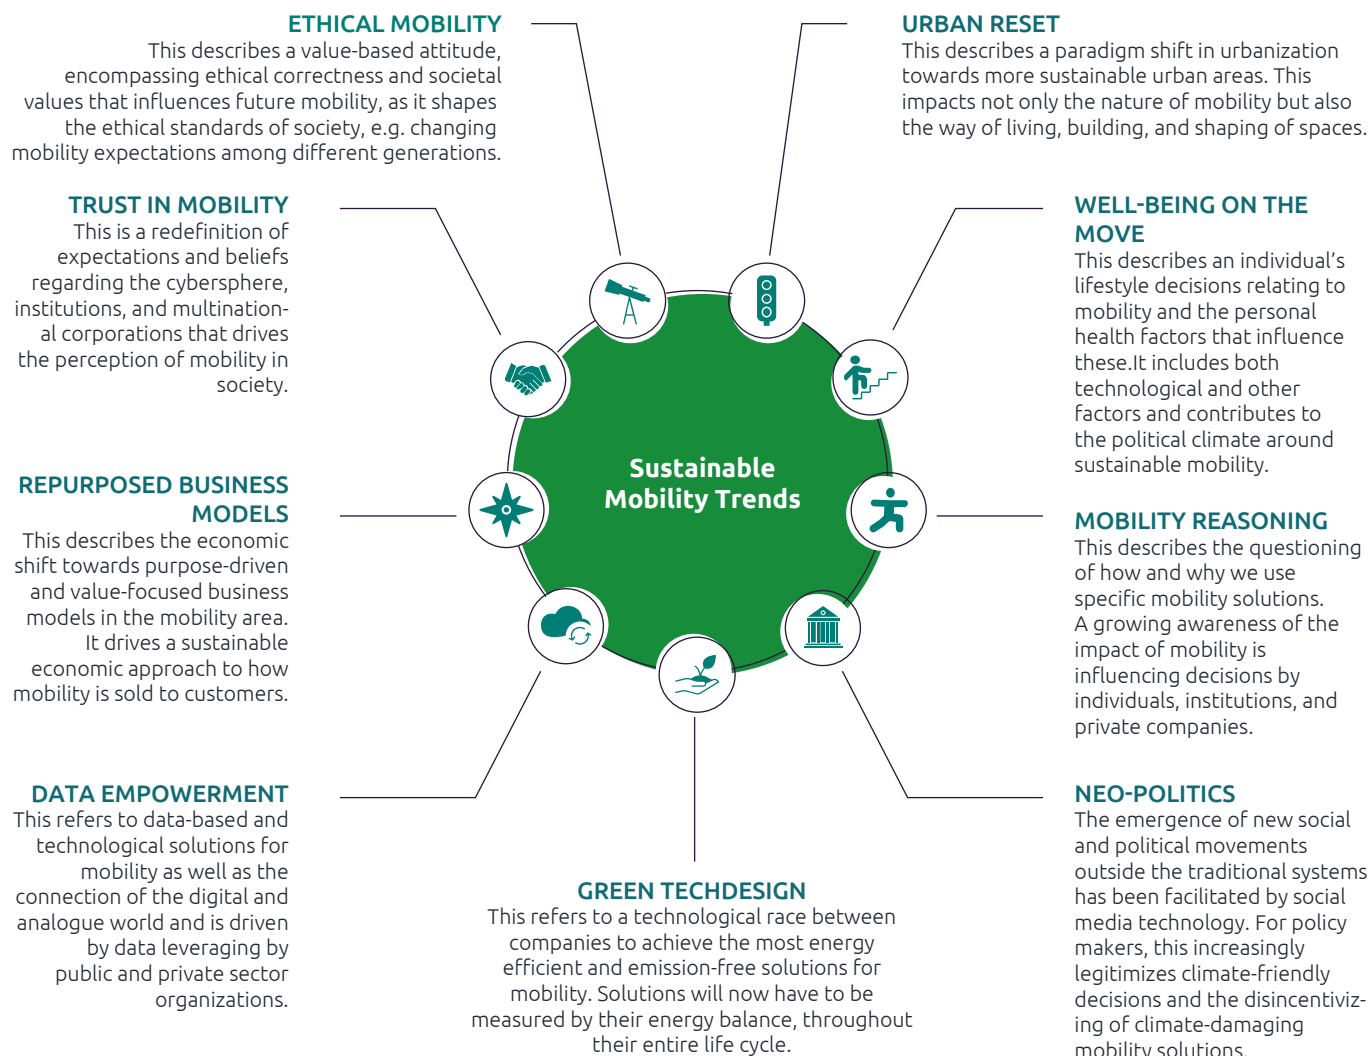 ETHICAL MOBILITY
This describes a value-based attitude,
encompassing ethical correctness and societal
values that influences future mobility, as it shapes
the ethical standards of society, e.g. changing
mobility expectations among different generations.
URBAN RESET
This describes a paradigm shift in urbanization
towards more sustainable urban areas. This
impacts not only the nature of mobility but also
the way of living, building, and shaping of spaces.
TRUST IN MOBILITY
This is a redefinition of
expectations and beliefs
regarding the cybersphere,
institutions, and multination-
al corporations that drives
the perception of mobility in
society.
WELL-BEING ON THE
MOVE
This describes an individual’s
lifestyle decisions relating to
mobility and the personal
health factors that influence
these.It includes both
technological and other
factors and contributes to
the political climate around
sustainable mobility.
Sustainable
Mobility Trends
REPURPOSED BUSINESS
MODELS
This describes the economic
shift towards purpose-driven
and value-focused business
models in the mobility area.
It drives a sustainable
economic approach to how
mobility is sold to customers.
MOBILITY REASONING
This describes the questioning
of how and why we use
specific mobility solutions.
A growing awareness of the
impact of mobility is
influencing decisions by
individuals, institutions, and
private companies.
DATA EMPOWERMENT
This refers to data-based and
technological solutions for
mobility as well as the
connection of the digital and
analogue world and is driven
by data leveraging by
public and private sector
organizations.
GREEN TECHDESIGN
This refers to a technological race between
companies to achieve the most energy
efficient and emission-free solutions for
mobility. Solutions will now have to be
measured by their energy balance, throughout
their entire life cycle.
NEO-POLITICS
The emergence of new social
and political movements
outside the traditional systems
has been facilitated by social
media technology. For policy
makers, this increasingly
legitimizes climate-friendly
decisions and the disincentiviz-
ing of climate-damaging
mobility solutions.